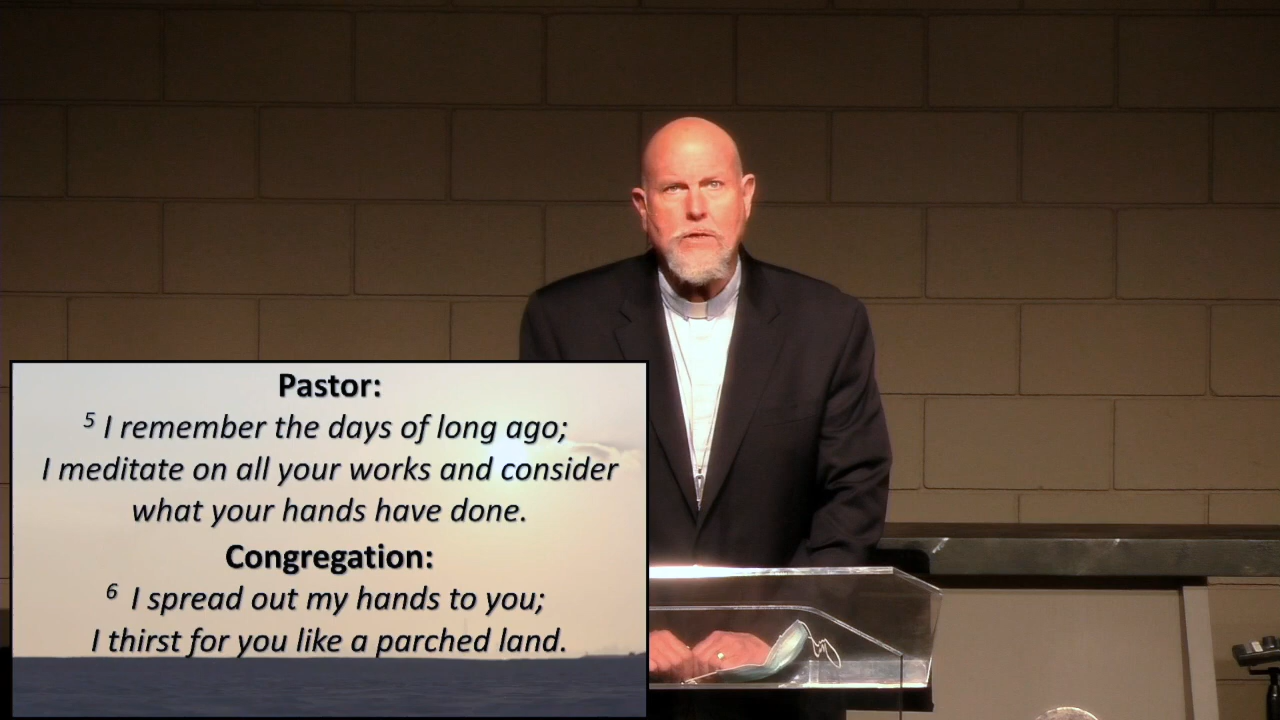 Pastor:
5 I remember the days of long ago;
I meditate on all your works and consider
what your hands have done.
Congregation:
6 I spread out my hands to you;
I thirst for you like a parched land.